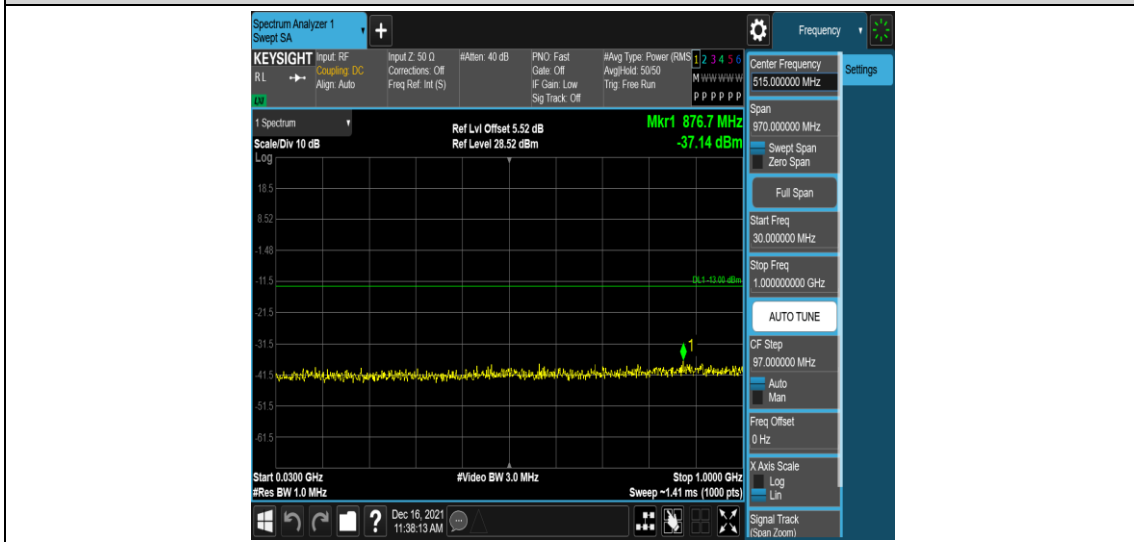 Spectrum Analyzer 1
Swept SA
+
Frequency
KEYSIGHT
RL
LXI
Input: RF
Coupling: DC
Align: Auto
Input Z: 50 Ω
Corrections: Off
Freq Ref: Int (S)
#Atten: 40 dB
PNO: Fast
Gate: Off
IF Gain: Low
Sig Track: Off
#Avg Type: Power (RMS
Avg|Hold: 50/50
Trig: Free Run
1 2 3 4 5 6
M W W W W W
P P P P P P
1 Spectrum
Scale/Div 10 dB
Log
Ref Lvl Offset 5.52 dB
Ref Level 28.52 dBm
Mkr1 876.7 MHz
-37.14 dBm
18.5
8.52
-1.48
-11.5
DL1 -13.00 dBm
-21.5
-31.5
1
-41.5
-51.5
-61.5
Start 0.0300 GHz
#Res BW 1.0 MHz
#Video BW 3.0 MHz
Stop 1.0000 GHz
Sweep ~1.41 ms (1000 pts)
Center Frequency
515.000000 MHz
Settings
Span
970.000000 MHz
Swept Span
Zero Span
Full Span
Start Freq
30.000000 MHz
Stop Freq
1.000000000 GHz
AUTO TUNE
CF Step
97.000000 MHz
Auto
Man
Freq Offset
0 Hz
X Axis Scale
Log
Lin
Signal Track
(Span Zoom)
?
Dec 16, 2021
11:38:13 AM